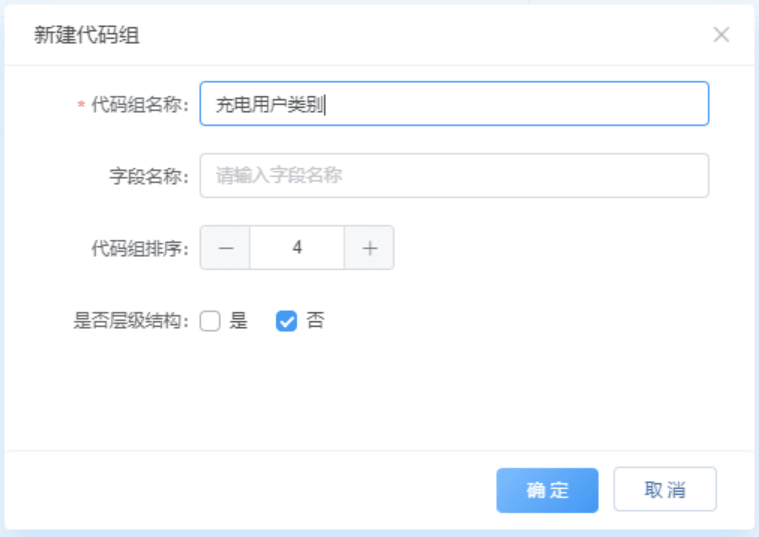 新建代码组
* 代码组名称: 充电用户类别
字段名称: 请输入字段名称
代码组排序: − 4 +
是否层级结构: 是 否
确定 取消